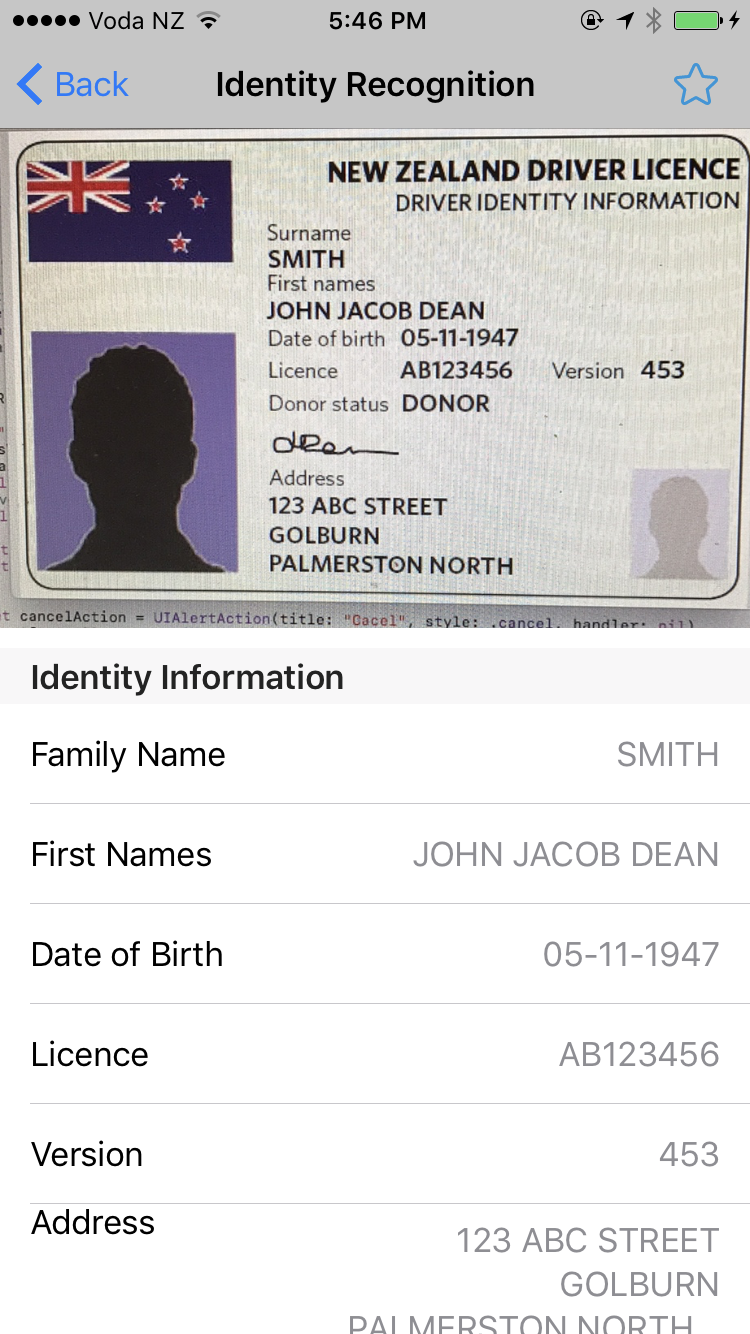 Voda NZ 5:46 PM
Back Identity Recognition
NEW ZEALAND DRIVER LICENCE
DRIVER IDENTITY INFORMATION
Surname
SMITH
First names
JOHN JACOB DEAN
Date of birth 05-11-1947
Licence AB123456 Version 453
Donor status DONOR
Address
123 ABC STREET
GOLBURN
PALMERSTON NORTH
cancelAction = UIAlertAction(title: "Cacel", style: .cancel, handler: nil)
Identity Information
Family Name SMITH
First Names JOHN JACOB DEAN
Date of Birth 05-11-1947
Licence AB123456
Version 453
Address 123 ABC STREET
GOLBURN
PALMERSTON NORTH